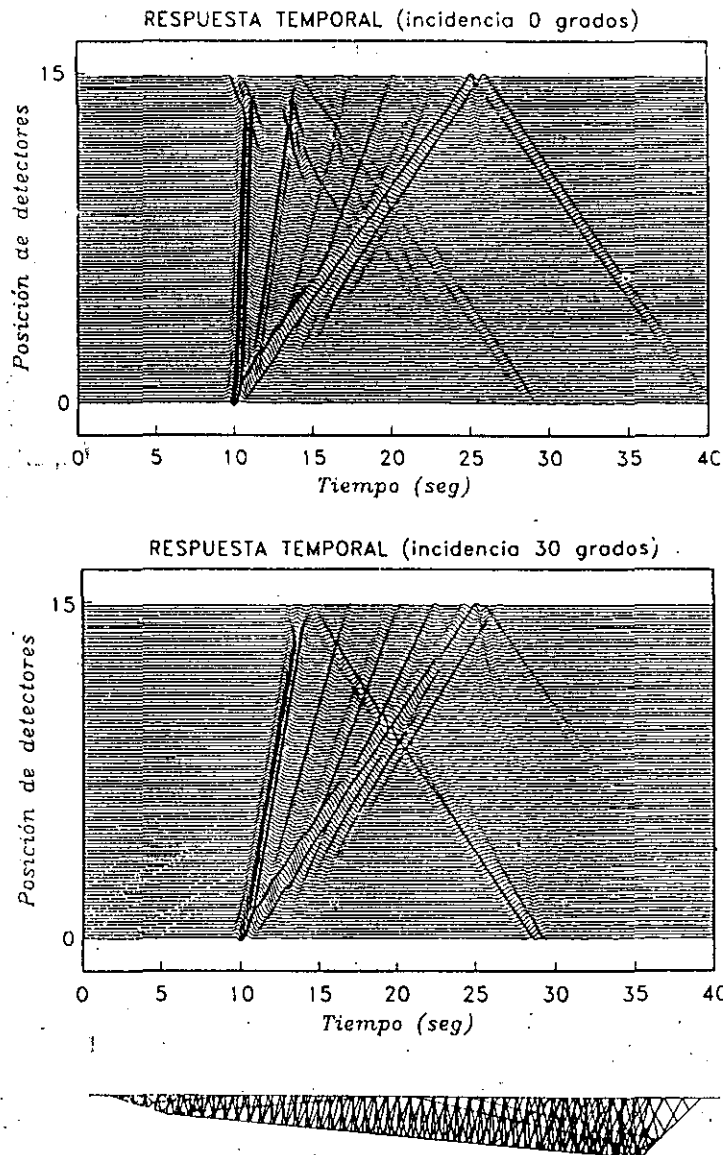 RESPUESTA TEMPORAL (incidencia 0 grados)
15
Posición de detectores
0
0 5 10 15 20 25 30 35 40
Tiempo (seg)
RESPUESTA TEMPORAL (incidencia 30 grados)
15
Posición de detectores
0
0 5 10 15 20 25 30 35 40
Tiempo (seg)